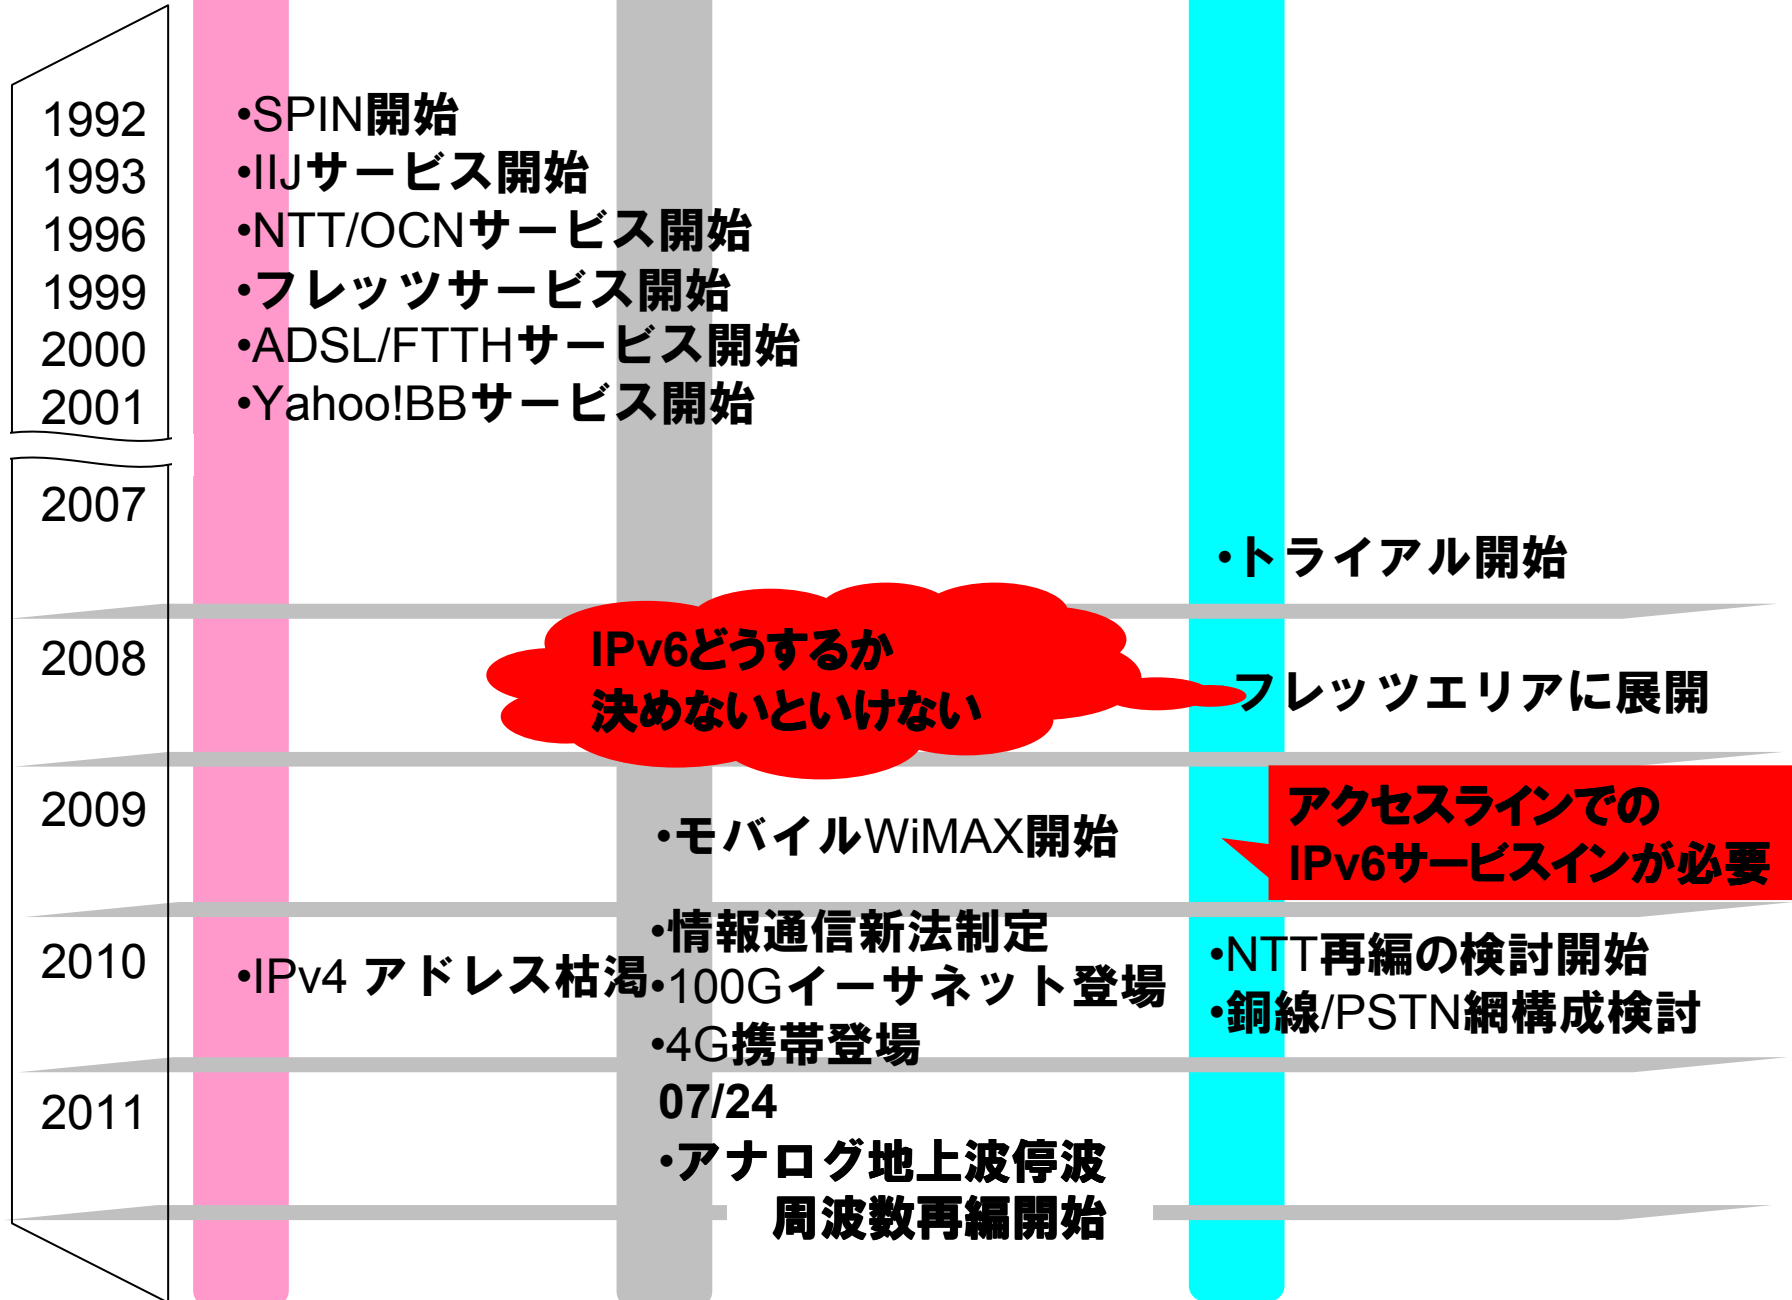 1992
•SPIN開始
1993
•IIJサービス開始
1996
•NTT/OCNサービス開始
1999
•フレッツサービス開始
2000
•ADSL/FTTHサービス開始
2001
•Yahoo!BBサービス開始
2007
•トライアル開始
2008
IPv6どうするか
決めないといけない
フレッツエリアに展開
2009
•モバイルWiMAX開始
アクセスラインでの
IPv6サービスインが必要
2010
•IPv4 アドレス枯渇
•情報通信新法制定
•100Gイーサネット登場
•4G携帯登場
•NTT再編の検討開始
•銅線/PSTN網構成検討
2011
07/24
•アナログ地上波停波
周波数再編開始